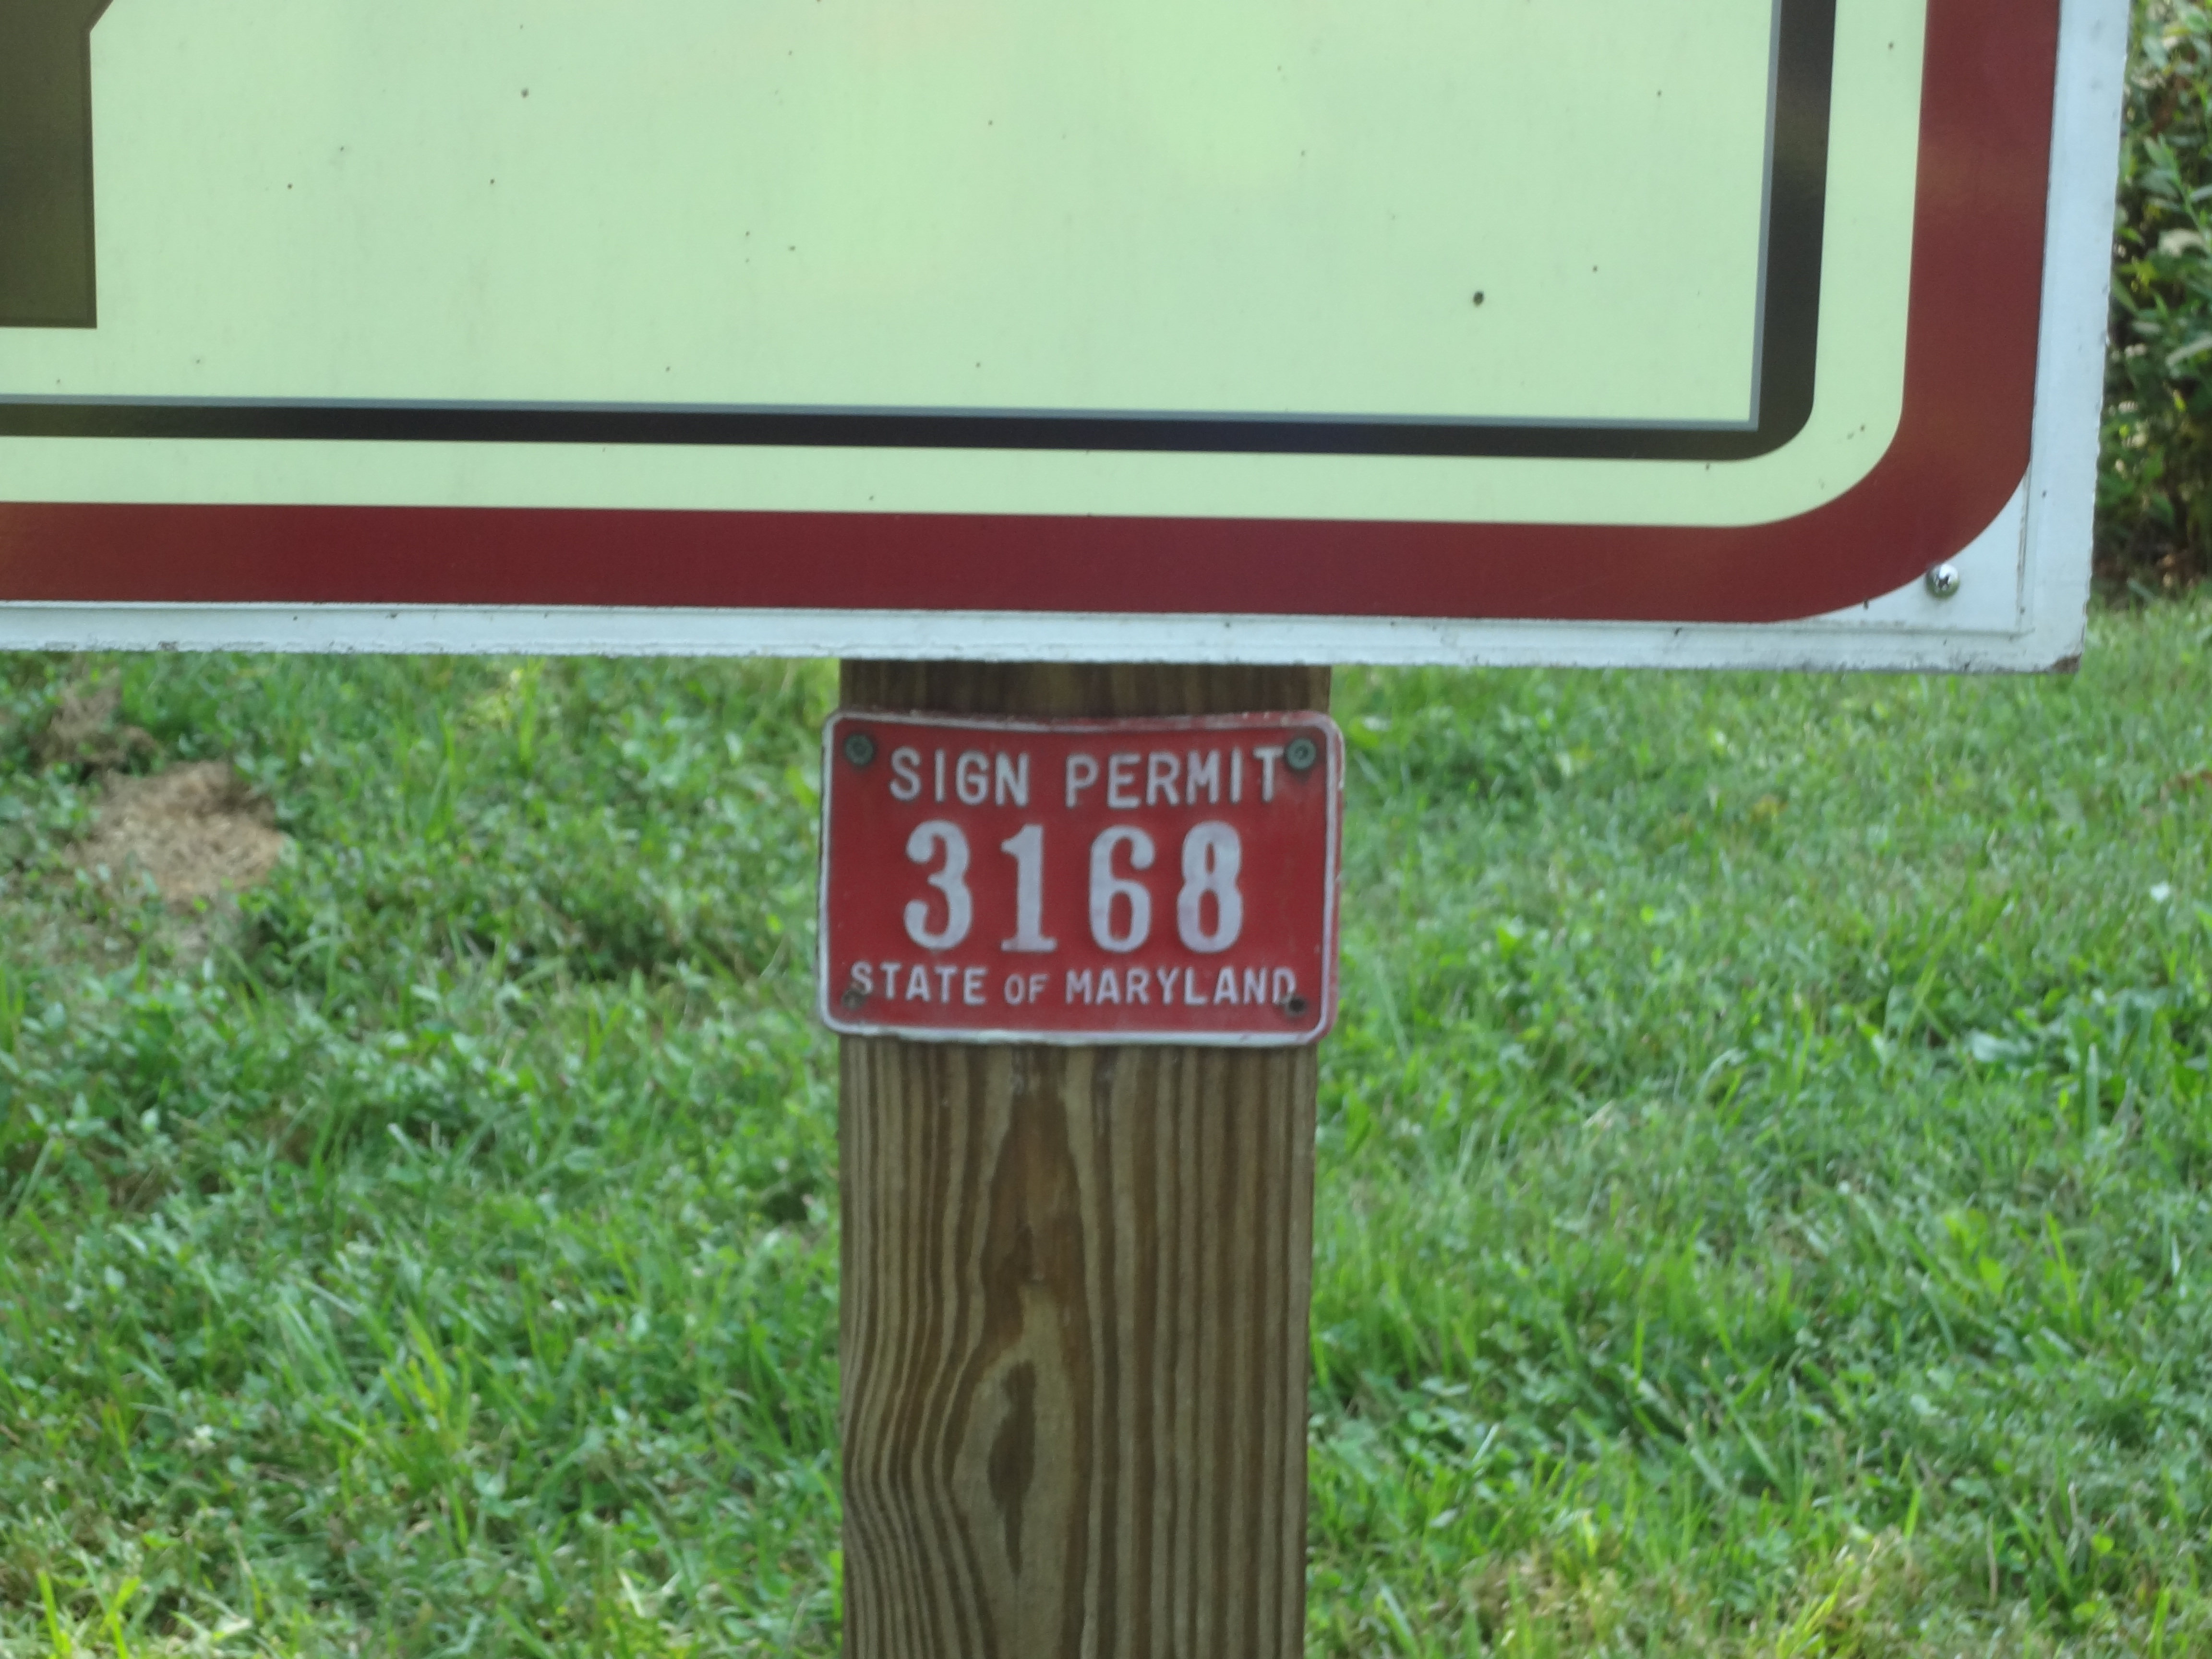 SIGN PERMIT
3168
STATE OF MARYLAND